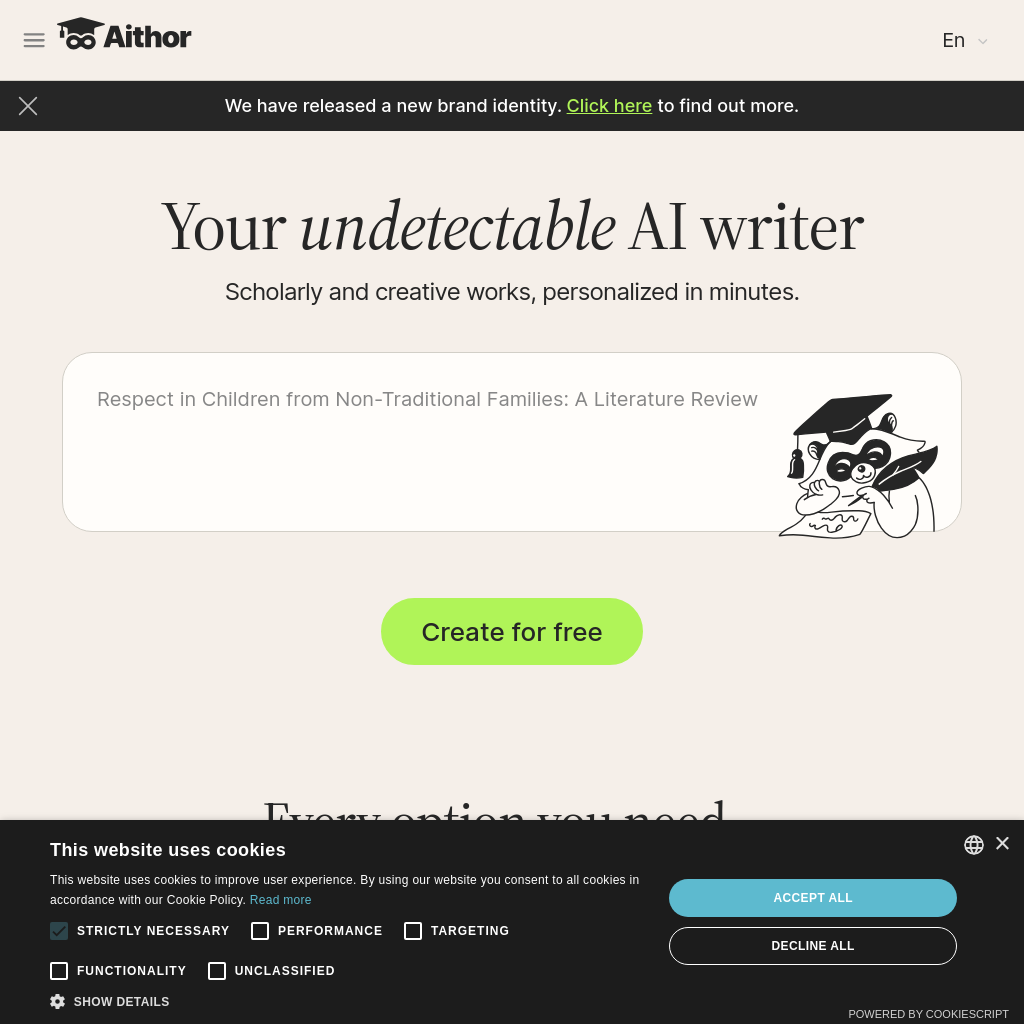 Aithor
En
We have released a new brand identity. Click here to find out more.
Your undetectable AI writer
Scholarly and creative works, personalized in minutes.
Respect in Children from Non-Traditional Families: A Literature Review
Create for free
Every option you need
This website uses cookies
This website uses cookies to improve user experience. By using our website you consent to all cookies in
accordance with our Cookie Policy. Read more
STRICTLY NECESSARY PERFORMANCE TARGETING
FUNCTIONALITY UNCLASSIFIED
SHOW DETAILS
ACCEPT ALL
DECLINE ALL
POWERED BY COOKIESCRIPT